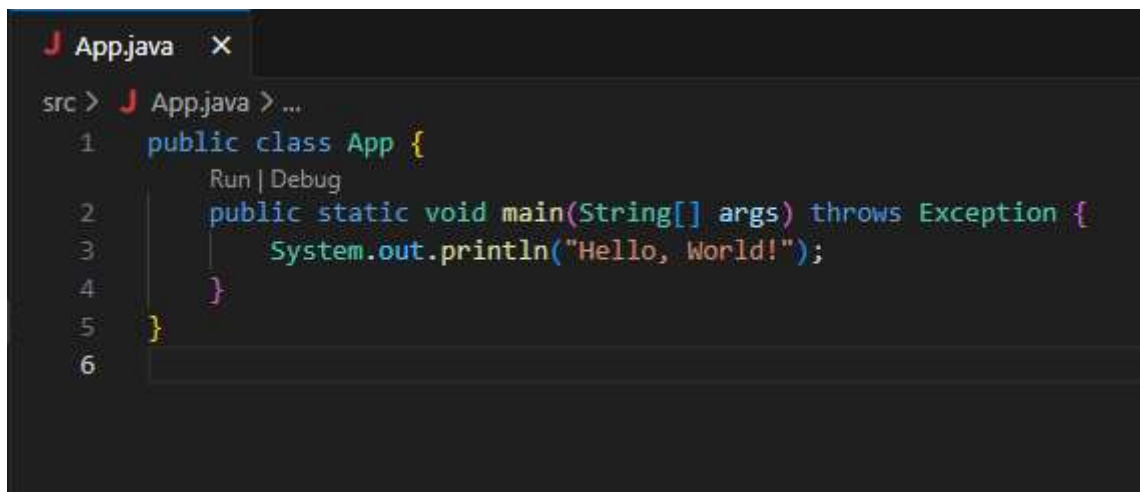 J App.java ×
src > J App.java > ...
1 public class App {
Run | Debug
2 public static void main(String[] args) throws Exception {
3 System.out.println("Hello, World!");
4 }
5 }
6